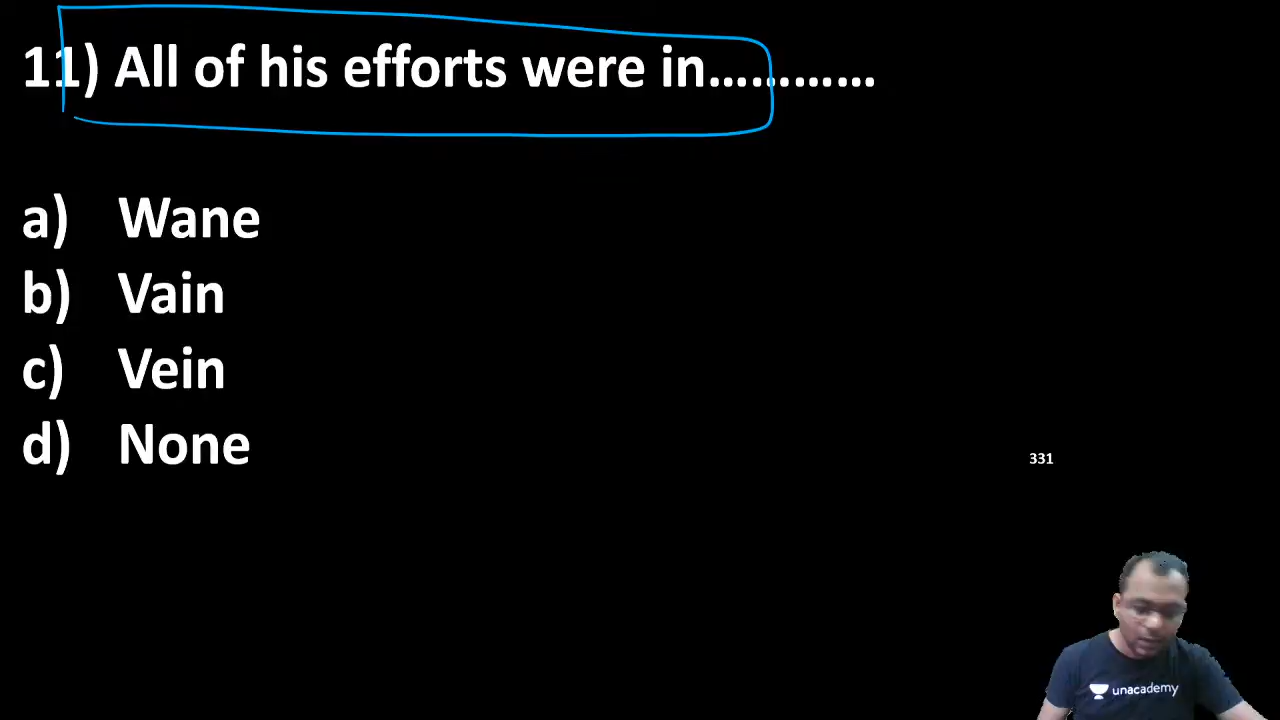 11) All of his efforts were in…………
a) Wane
b) Vain
c) Vein
d) None
331
unacademy